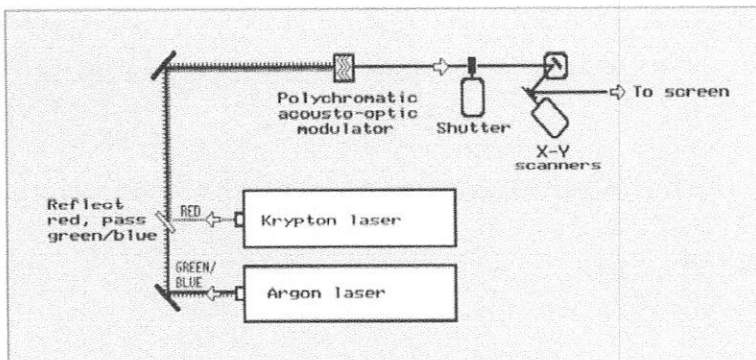 Polychromatic
acousto-optic
modulator
Shutter
To screen
X-Y
scanners
Reflect
red, pass
green/blue
RED
Krypton laser
GREEN/
BLUE
Argon laser